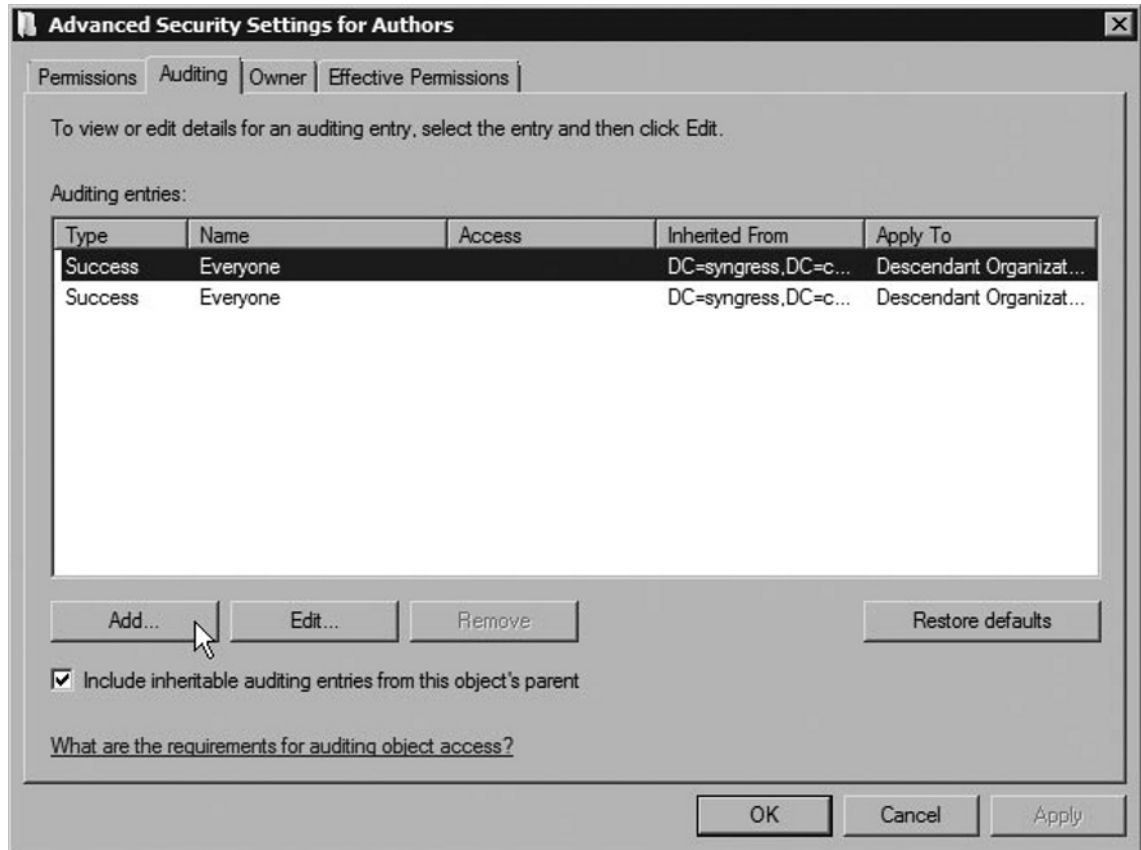 Advanced Security Settings for Authors
Permissions Auditing Owner Effective Permissions
To view or edit details for an auditing entry, select the entry and then click Edit.
Auditing entries:
Type Name Access Inherited From Apply To
Success Everyone DC=syngress,DC=c... Descendant Organizat...
Success Everyone DC=syngress,DC=c... Descendant Organizat...
Add... Edit... Remove Restore defaults
Include inheritable auditing entries from this object's parent
What are the requirements for auditing object access?
OK Cancel Apply